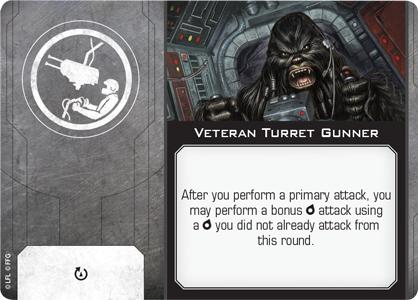 VETERAN TURRET GUNNER
After you perform a primary attack, you
may perform a bonus attack using
a you did not already attack from
this round.
©LFL ©FFG